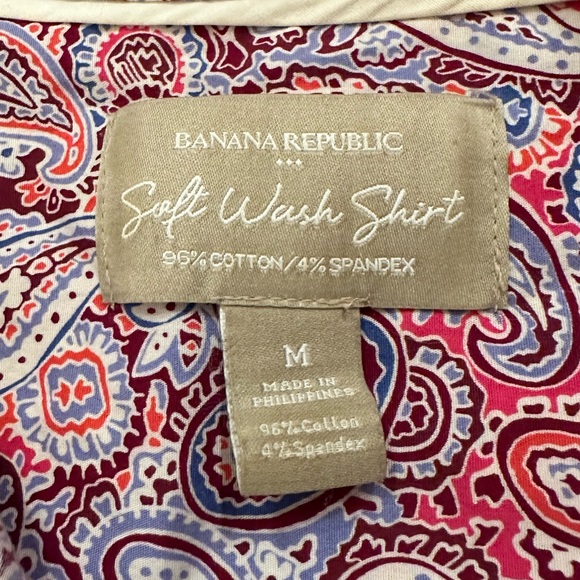 BANANA REPUBLIC
Soft Wash Shirt
96% COTTON/4% SPANDEX
M
MADE IN
PHILIPPINES
96% Cotton
4% Spandex